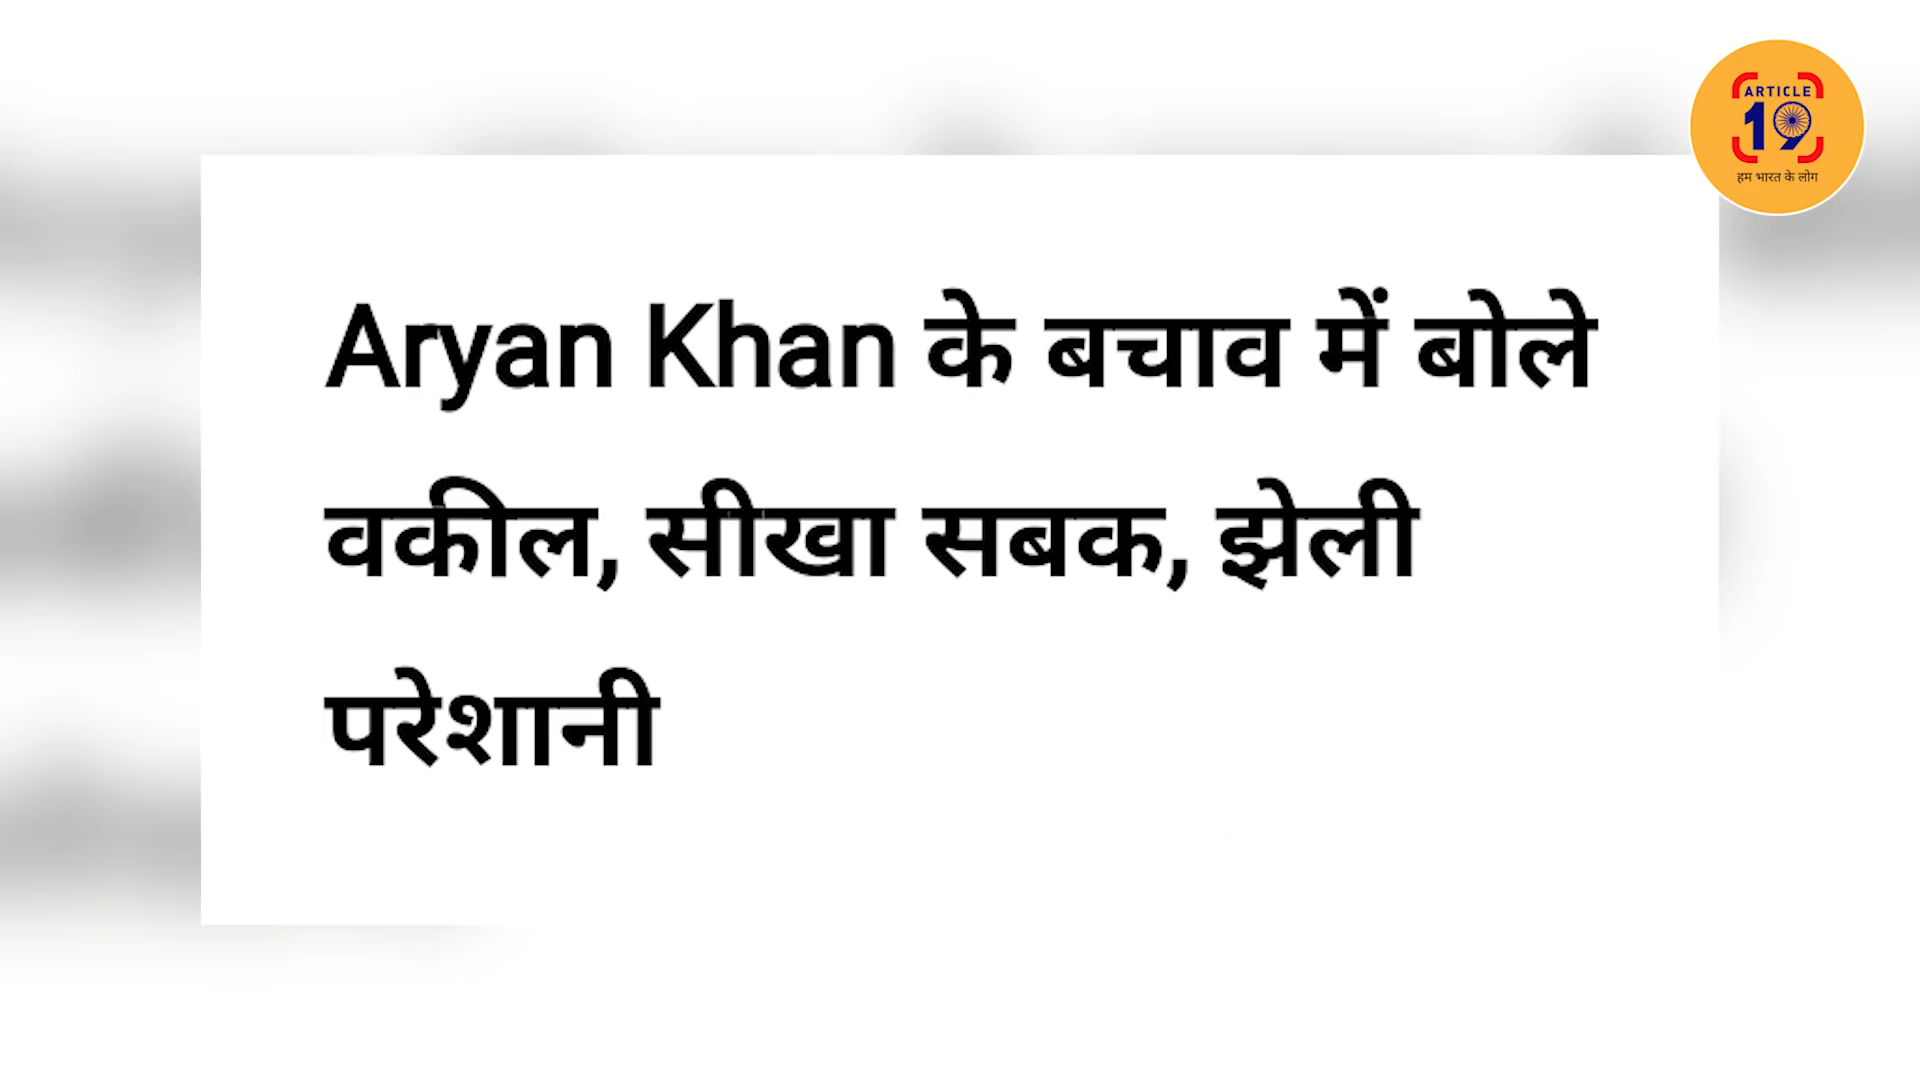 ARTICLE
19
हम भारत के लोग
Aryan Khan के बचाव में बोले
वकील, सीखा सबक, झेली
परेशानी